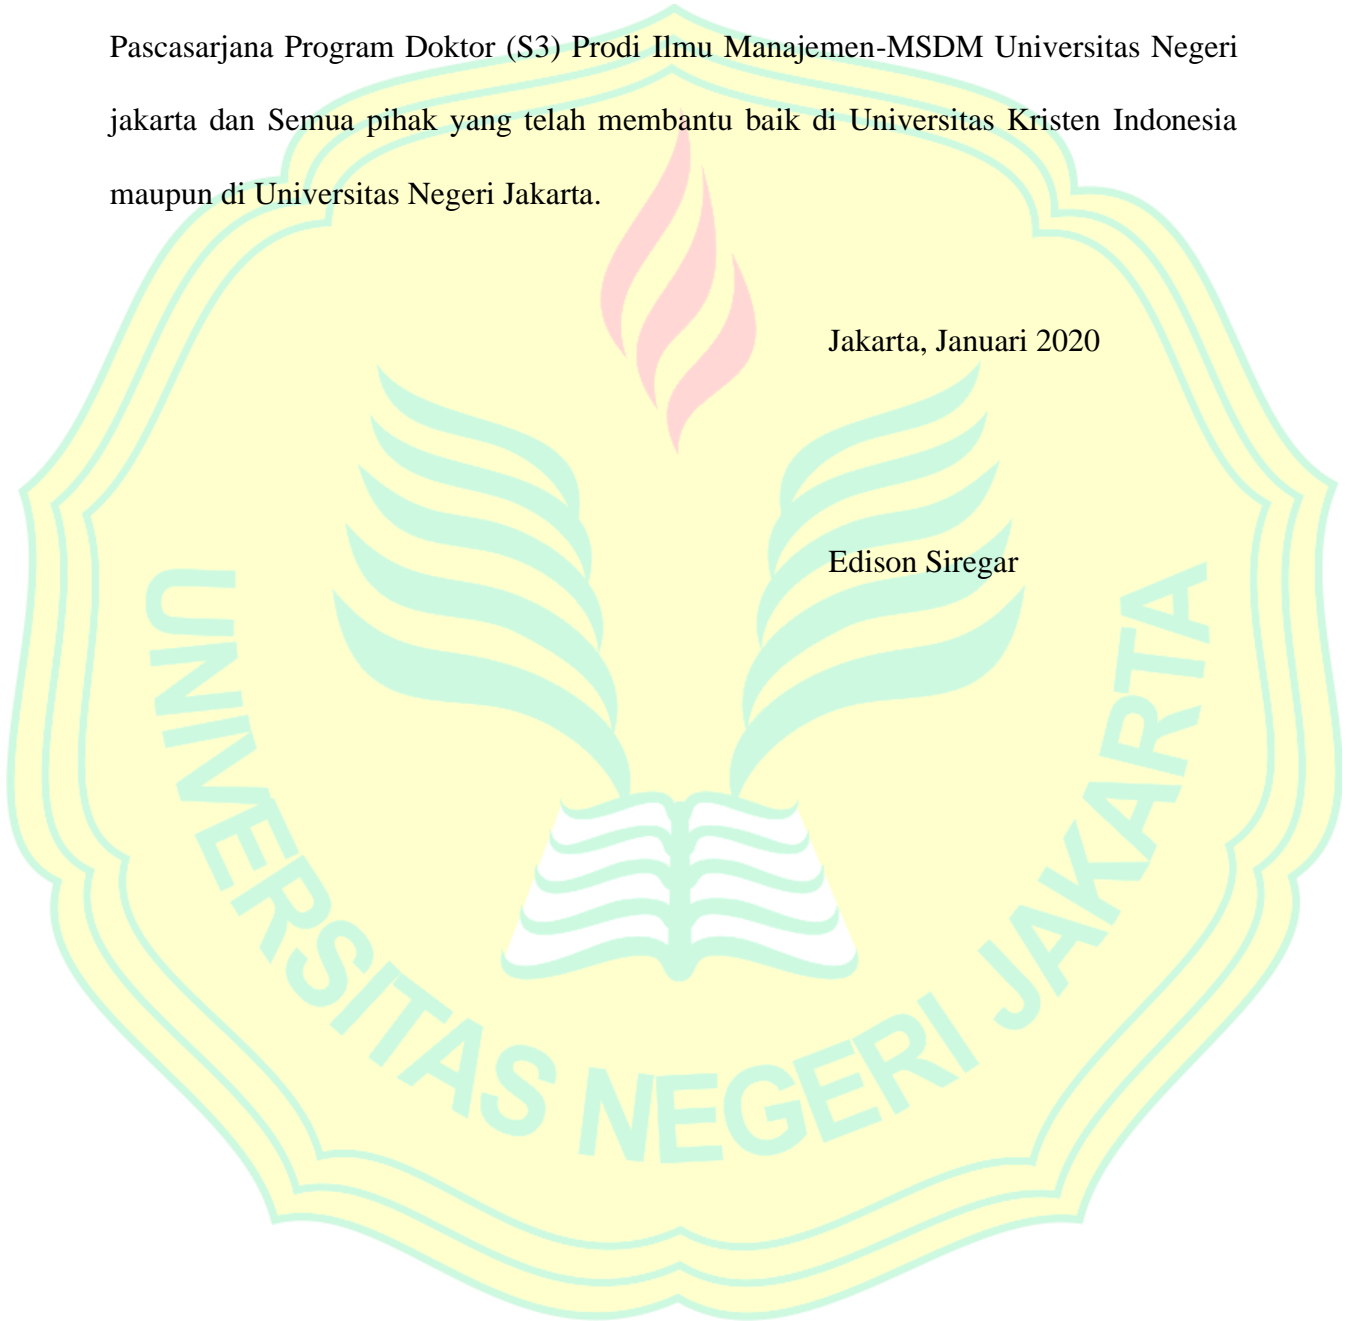 Pascasarjana Program Doktor (S3) Prodi Ilmu Manajemen-MSDM Universitas Negeri
jakarta dan Semua pihak yang telah membantu baik di Universitas Kristen Indonesia
maupun di Universitas Negeri Jakarta.
Jakarta, Januari 2020
Edison Siregar
UNIVERSITAS NEGERI JAKARTA